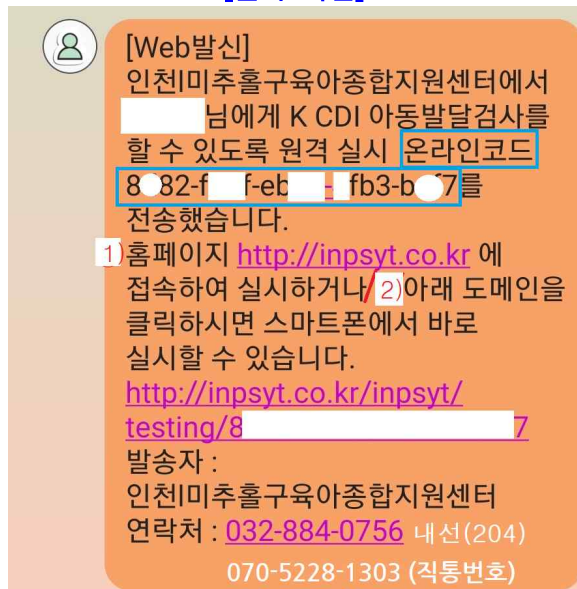 [Web발신]
인천I미추홀구육아종합지원센터에서
님에게 K CDI 아동발달검사를
할 수 있도록 원격 실시 온라인코드
8 82-f f-eb - fb3-b f7를
전송했습니다.
1)홈페이지 http://inpsyt.co.kr 에
접속하여 실시하거나/ 2)아래 도메인을
클릭하시면 스마트폰에서 바로
실시할 수 있습니다.
http://inpsyt.co.kr/inpsyt/
testing/8 7
발송자 :
인천I미추홀구육아종합지원센터
연락처 : 032-884-0756 내선(204)
070-5228-1303 (직통번호)